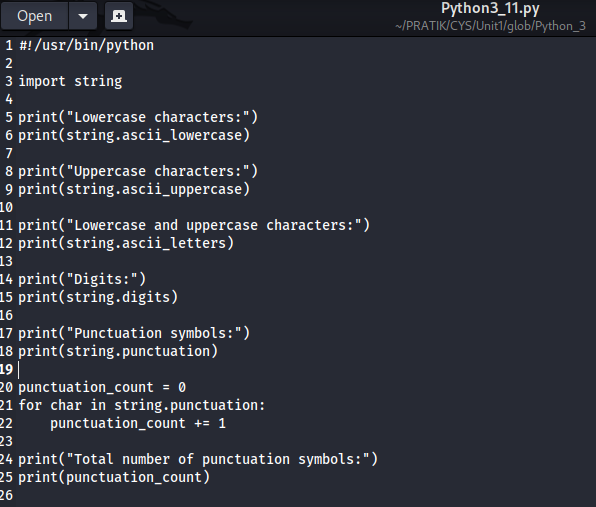 Open
Python3_11.py
~/PRATIK/CYS/Unit1/glob/Python_3
1 #!/usr/bin/python
2
3 import string
4
5 print("Lowercase characters:")
6 print(string.ascii_lowercase)
7
8 print("Uppercase characters:")
9 print(string.ascii_uppercase)
10
11 print("Lowercase and uppercase characters:")
12 print(string.ascii_letters)
13
14 print("Digits:")
15 print(string.digits)
16
17 print("Punctuation symbols:")
18 print(string.punctuation)
19
20 punctuation_count = 0
21 for char in string.punctuation:
22     punctuation_count += 1
23
24 print("Total number of punctuation symbols:")
25 print(punctuation_count)
26